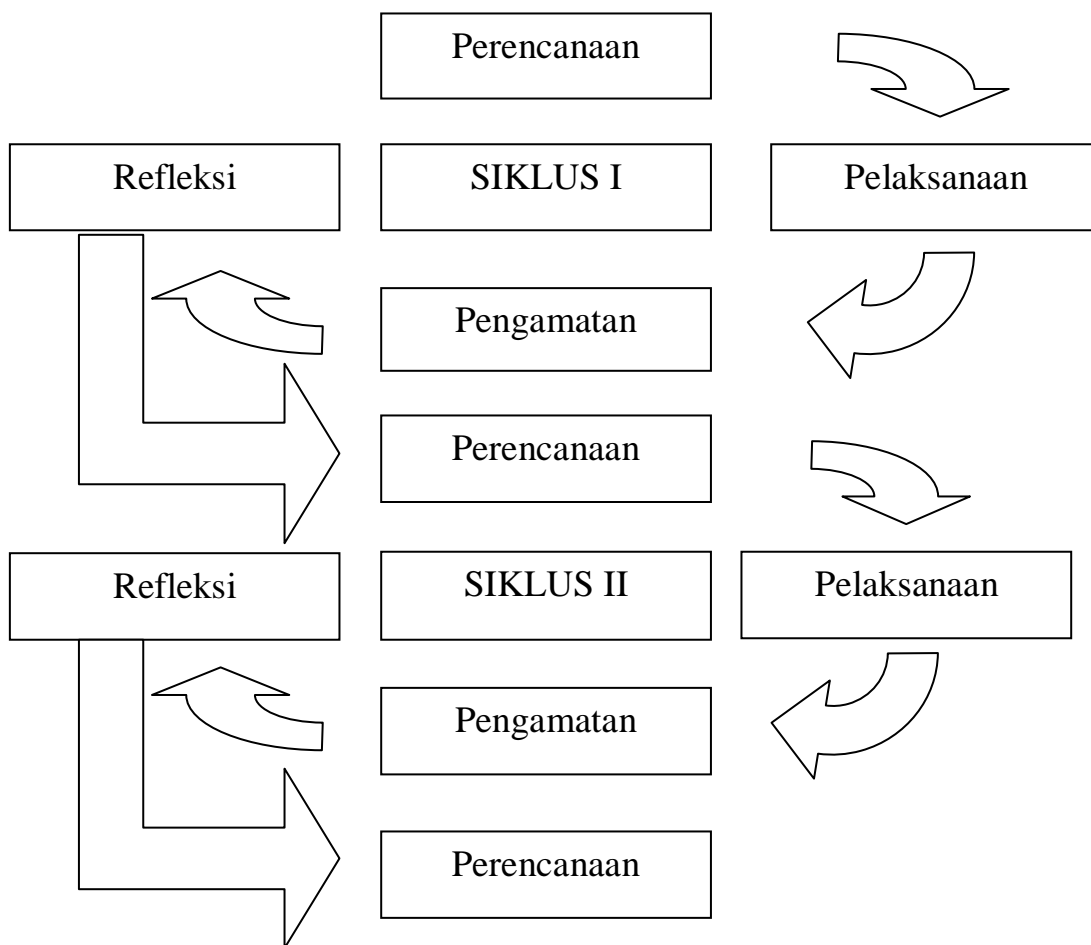 Perencanaan
Refleksi
SIKLUS I
Pelaksanaan
Pengamatan
Perencanaan
Refleksi
SIKLUS II
Pelaksanaan
Pengamatan
Perencanaan